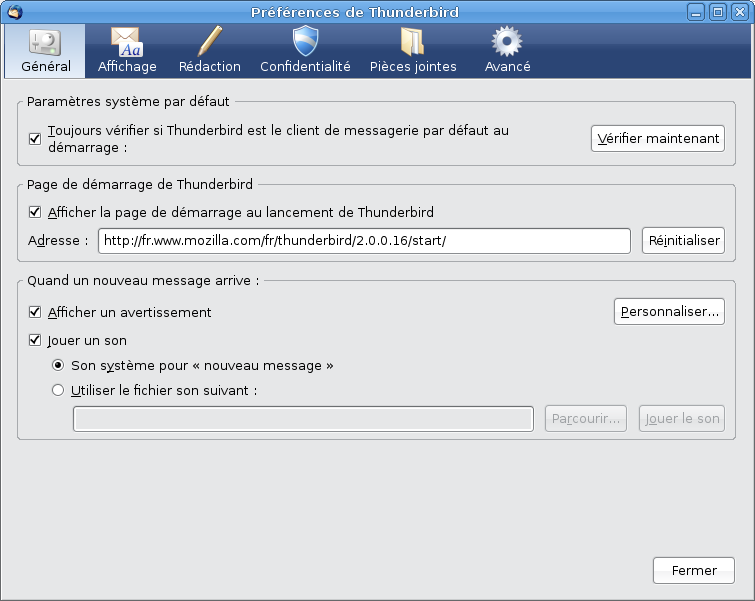 Préférences de Thunderbird
Général
Affichage
Rédaction
Confidentialité
Pièces jointes
Avancé
Paramètres système par défaut
Toujours vérifier si Thunderbird est le client de messagerie par défaut au
démarrage :
Vérifier maintenant
Page de démarrage de Thunderbird
Afficher la page de démarrage au lancement de Thunderbird
Adresse :
http://fr.www.mozilla.com/fr/thunderbird/2.0.0.16/start/
Réinitialiser
Quand un nouveau message arrive :
Afficher un avertissement
Personnaliser...
Jouer un son
Son système pour « nouveau message »
Utiliser le fichier son suivant :
Parcourir...
Jouer le son
Fermer